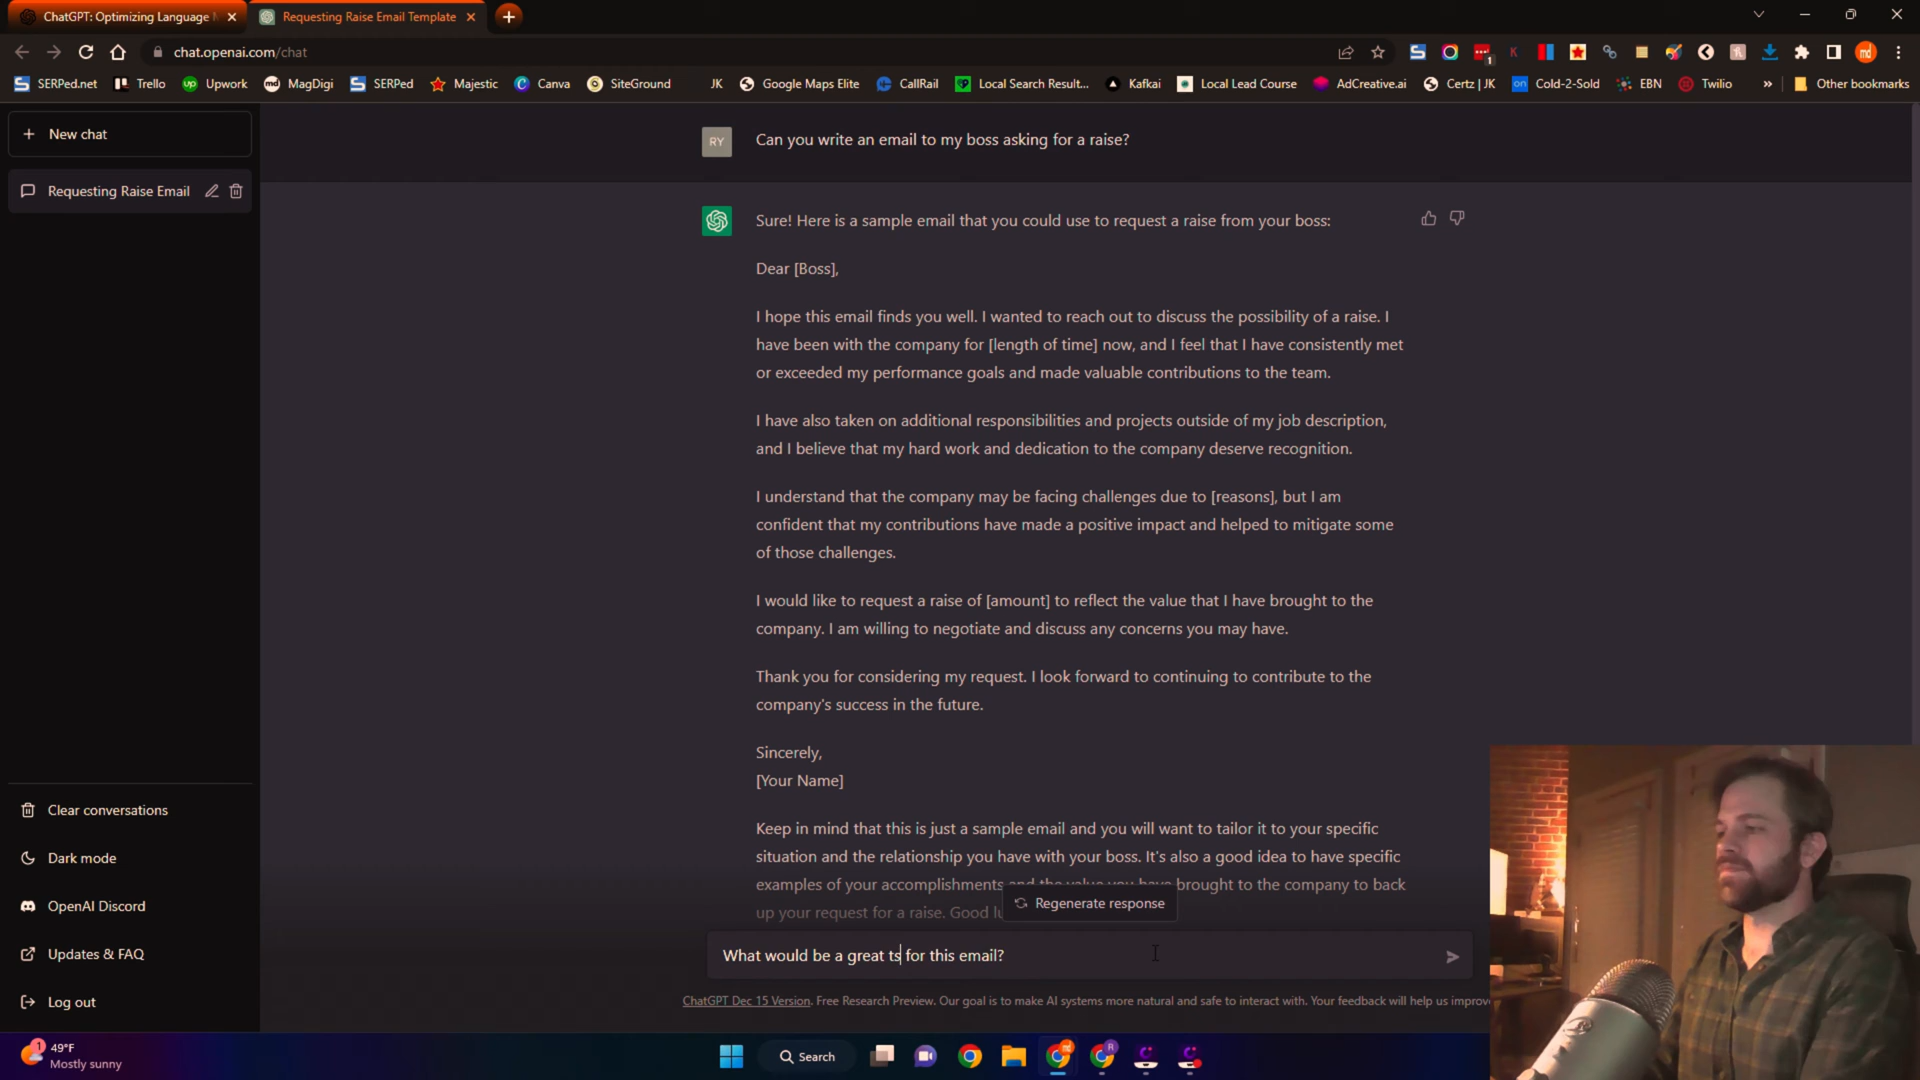 ChatGPT: Optimizing Language
Requesting Raise Email Template
chat.openai.com/chat
SERPed.net Trello Upwork MagDigi SERPed Majestic Canva SiteGround JK Google Maps Elite CallRail Local Search Result... Kafkai Local Lead Course AdCreative.ai Certz | JK Cold-2-Sold EBN Twilio » Other bookmarks
New chat
Requesting Raise Email
RY
Can you write an email to my boss asking for a raise?
Sure! Here is a sample email that you could use to request a raise from your boss:
Dear [Boss],
I hope this email finds you well. I wanted to reach out to discuss the possibility of a raise. I
have been with the company for [length of time] now, and I feel that I have consistently met
or exceeded my performance goals and made valuable contributions to the team.
I have also taken on additional responsibilities and projects outside of my job description,
and I believe that my hard work and dedication to the company deserve recognition.
I understand that the company may be facing challenges due to [reasons], but I am
confident that my contributions have made a positive impact and helped to mitigate some
of those challenges.
I would like to request a raise of [amount] to reflect the value that I have brought to the
company. I am willing to negotiate and discuss any concerns you may have.
Thank you for considering my request. I look forward to continuing to contribute to the
company's success in the future.
Sincerely,
[Your Name]
Keep in mind that this is just a sample email and you will want to tailor it to your specific
situation and the relationship you have with your boss. It's also a good idea to have specific
examples of your accomplishments and the value you have brought to the company to back
up your request for a raise. Good
Regenerate response
What would be a great ts for this email?
ChatGPT Dec 15 Version. Free Research Preview. Our goal is to make AI systems more natural and safe to interact with. Your feedback will help us improv
Clear conversations
Dark mode
OpenAI Discord
Updates & FAQ
Log out
1
49°F
Mostly sunny
Search